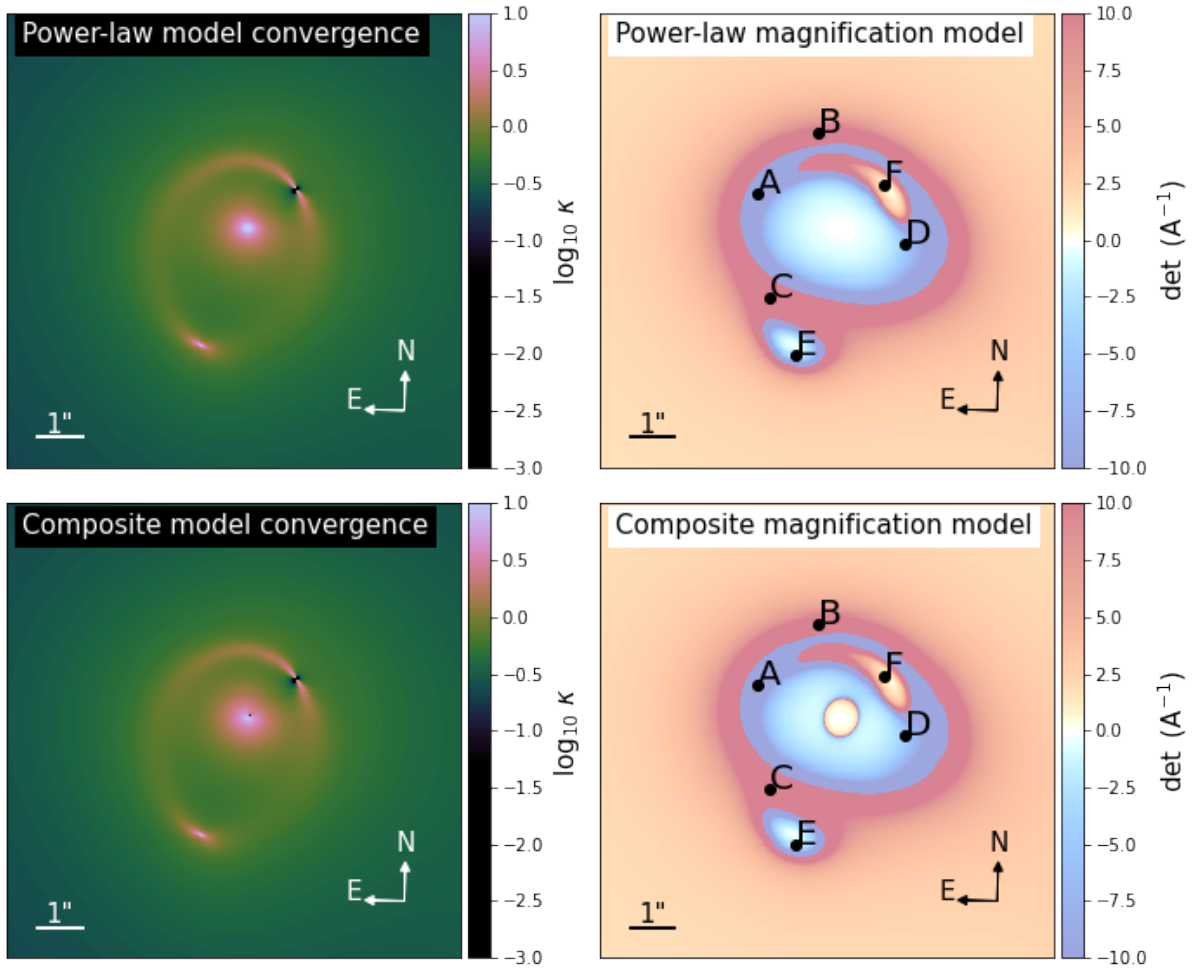 Power-law model convergence
N
E
1"
1.0
0.5
0.0
−0.5
−1.0
−1.5
−2.0
−2.5
−3.0
log₁₀ κ
Power-law magnification model
B
A
F
D
C
E
N
E
1"
10.0
7.5
5.0
2.5
0.0
−2.5
−5.0
−7.5
−10.0
det (A⁻¹)
Composite model convergence
N
E
1"
1.0
0.5
0.0
−0.5
−1.0
−1.5
−2.0
−2.5
−3.0
log₁₀ κ
Composite magnification model
B
A
F
D
C
E
N
E
1"
10.0
7.5
5.0
2.5
0.0
−2.5
−5.0
−7.5
−10.0
det (A⁻¹)